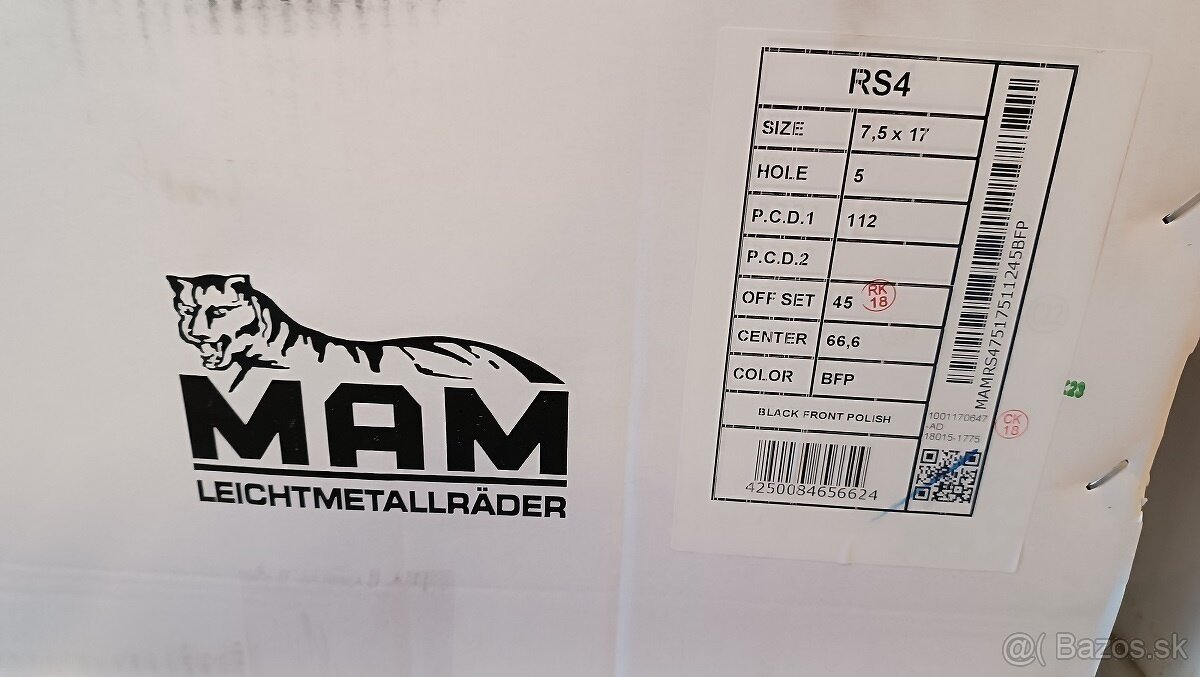 MAM
LEICHTMETALLRÄDER
RS4
SIZE 7,5 x 17
HOLE 5
P.C.D.1 112
P.C.D.2
OFF SET 45 RK 18
CENTER 66,6
COLOR BFP
BLACK FRONT POLISH
4250084656624
MAMRS4751751124 5BFP
1001170647
-AD
18015-1775
CK
18
@( Bazos.sk